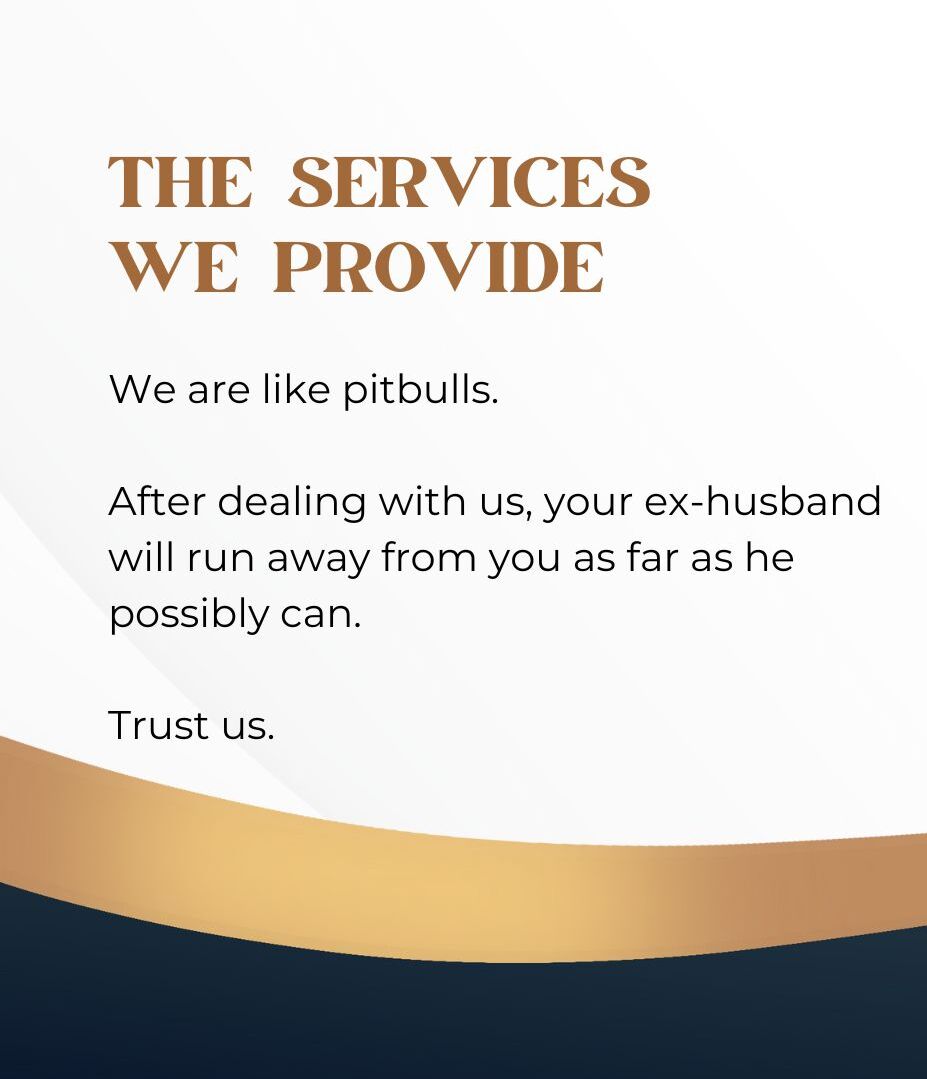 THE SERVICES
WE PROVIDE
We are like pitbulls.
After dealing with us, your ex-husband
will run away from you as far as he
possibly can.
Trust us.